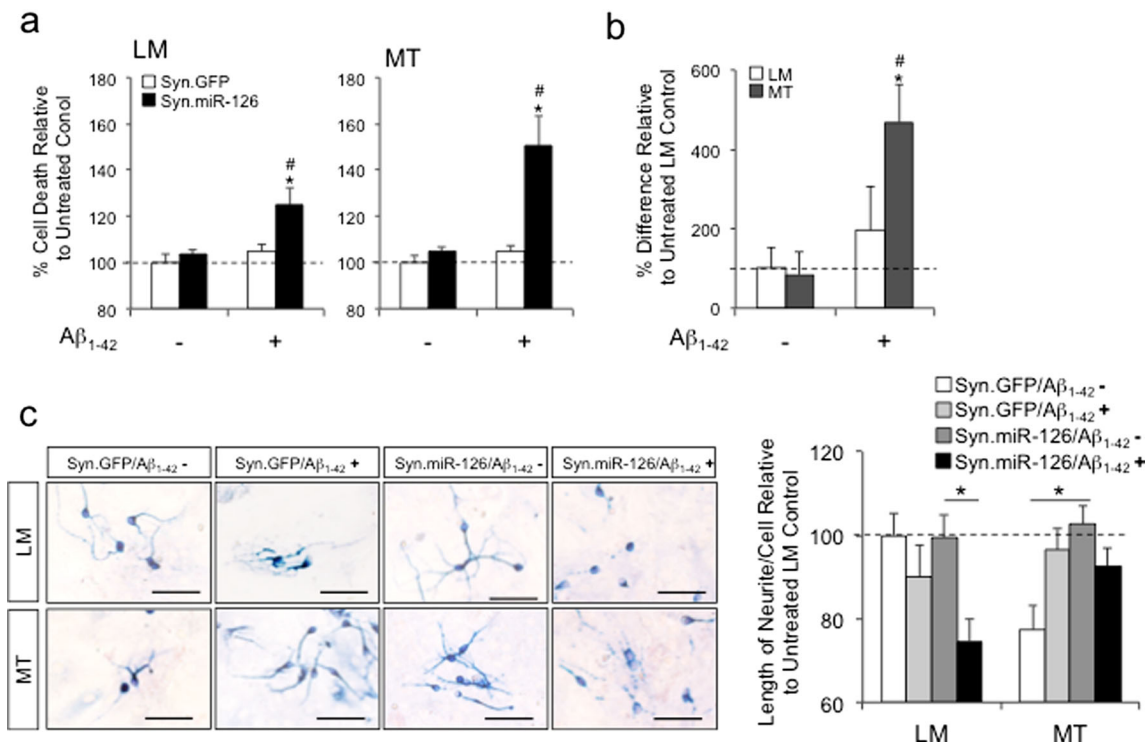 a
LM
% Cell Death Relative
to Untreated Conol
180
160
140
120
100
80
Syn.GFP
Syn.miR-126
#
*
Aβ1-42
-
+
MT
180
160
140
120
100
80
#
*
-
+
b
% Difference Relative
to Untreated LM Control
600
400
200
0
LM
MT
#
*
Aβ1-42
-
+
c
Syn.GFP/Aβ1-42 -
Syn.GFP/Aβ1-42 +
Syn.miR-126/Aβ1-42 -
Syn.miR-126/Aβ1-42 +
LM
MT
Syn.GFP/Aβ1-42 -
Syn.GFP/Aβ1-42 +
Syn.miR-126/Aβ1-42 -
Syn.miR-126/Aβ1-42 +
Length of Neurite/Cell Relative
to Untreated LM Control
120
100
80
60
*
*
LM
MT